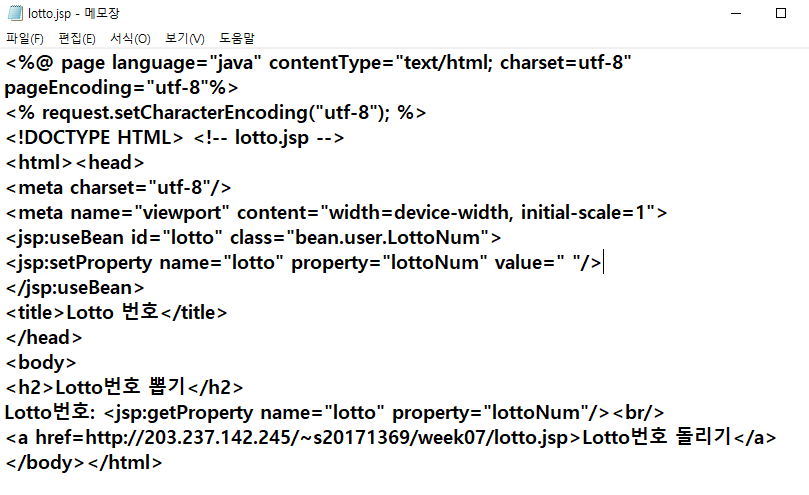 lotto.jsp - 메모장
파일(F) 편집(E) 서식(O) 보기(V) 도움말
<%@ page language="java" contentType="text/html; charset=utf-8"
pageEncoding="utf-8"%>
<% request.setCharacterEncoding("utf-8"); %>
<!DOCTYPE HTML> <!-- lotto.jsp -->
<html><head>
<meta charset="utf-8"/>
<meta name="viewport" content="width=device-width, initial-scale=1">
<jsp:useBean id="lotto" class="bean.user.LottoNum">
<jsp:setProperty name="lotto" property="lottoNum" value=" "/>
</jsp:useBean>
<title>Lotto 번호</title>
</head>
<body>
<h2>Lotto번호 뽑기</h2>
Lotto번호: <jsp:getProperty name="lotto" property="lottoNum"/><br/>
<a href=http://203.237.142.245/~s20171369/week07/lotto.jsp>Lotto번호 돌리기</a>
</body></html>